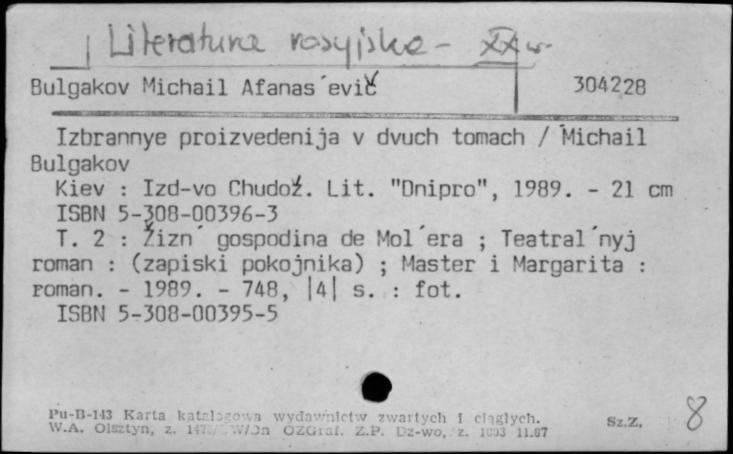 Literatura rosyjska - XX w.
Bulgakov Michail Afanas´evič 304228
Izbrannye proizvedenija v dvuch tomach / Michail
Bulgakov
Kiev : Izd-vo Chudož. Lit. "Dnipro", 1989. - 21 cm
ISBN 5-308-00396-3
T. 2 : Žizn´ gospodina de Mol´era ; Teatral´nyj
roman : (zapiski pokojnika) ; Master i Margarita :
roman. - 1989. - 748, |4| s. : fot.
ISBN 5-308-00395-5
Pu-B-143 Karta katalogowa wydawnictw zwartych i ciągłych. Sz.Z. 8
W.A. Olsztyn, z. OZGraf. Z.P. Dz-wo, z. 11.87